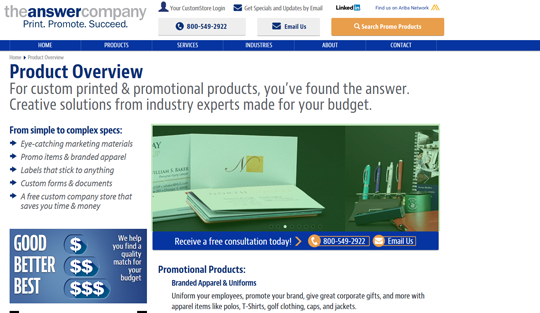 theanswercompany
Print. Promote. Succeed.
Your CustomStore Login Get Specials and Updates by Email
LinkedIn Find us on Ariba Network
800-549-2922 Email Us Search Promo Products
HOME PRODUCTS SERVICES INDUSTRIES ABOUT CONTACT
Home Product Overview
Product Overview
For custom printed & promotional products, you've found the answer.
Creative solutions from industry experts made for your budget.
From simple to complex specs:
Eye-catching marketing materials
Promo items & branded apparel
Labels that stick to anything
Custom forms & documents
A free custom company store that
saves you time & money
N
WILLIAM S. BAKER
Receive a free consultation today! 800-549-2922 Email Us
GOOD $
BETTER $$
BEST $$$
We help
you find a
quality
match for
your
budget
Promotional Products:
Branded Apparel & Uniforms
Uniform your employees, promote your brand, give great corporate gifts, and more with
apparel items like polos, T-Shirts, golf clothing, caps, and jackets.